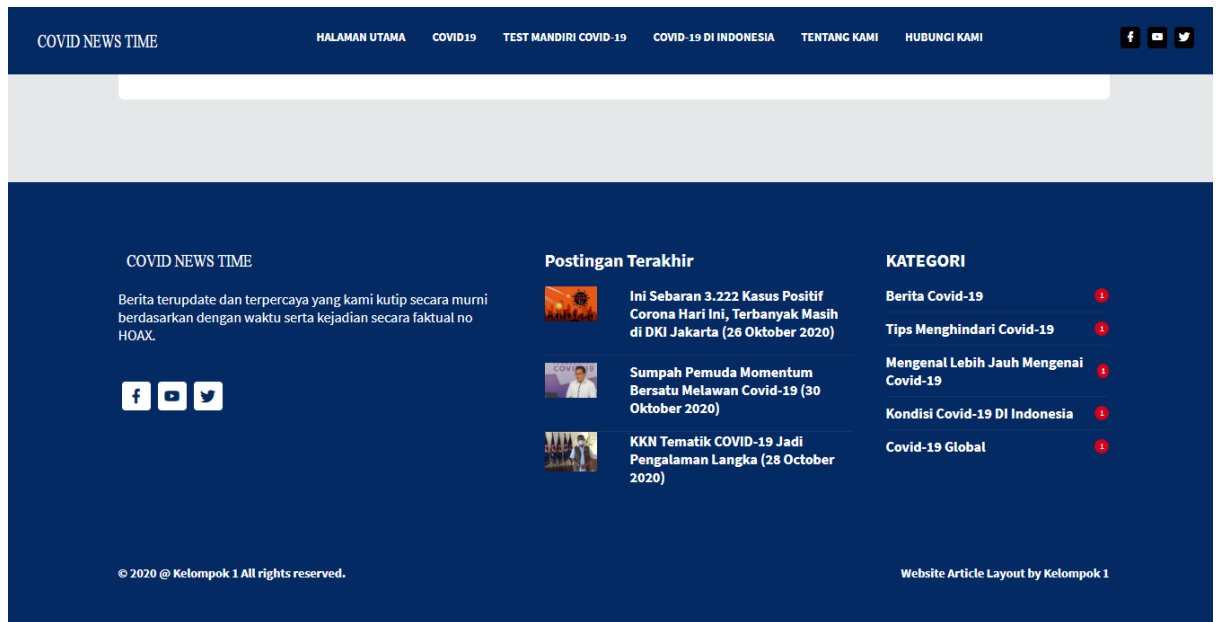 COVID NEWS TIME
HALAMAN UTAMA
COVID19
TEST MANDIRI COVID-19
COVID-19 DI INDONESIA
TENTANG KAMI
HUBUNGI KAMI
COVID NEWS TIME
Berita terupdate dan terpercaya yang kami kutip secara murni
berdasarkan dengan waktu serta kejadian secara faktual no
HOAX.
Postingan Terakhir
Ini Sebaran 3.222 Kasus Positif
Corona Hari Ini, Terbanyak Masih
di DKI Jakarta (26 Oktober 2020)
COVID 19
Sumpah Pemuda Momentum
Bersatu Melawan Covid-19 (30
Oktober 2020)
KKN Tematik COVID-19 Jadi
Pengalaman Langka (28 October
2020)
KATEGORI
Berita Covid-19 1
Tips Menghindari Covid-19 1
Mengenal Lebih Jauh Mengenai
Covid-19 1
Kondisi Covid-19 DI Indonesia 1
Covid-19 Global 1
© 2020 @ Kelompok 1 All rights reserved.
Website Article Layout by Kelompok 1